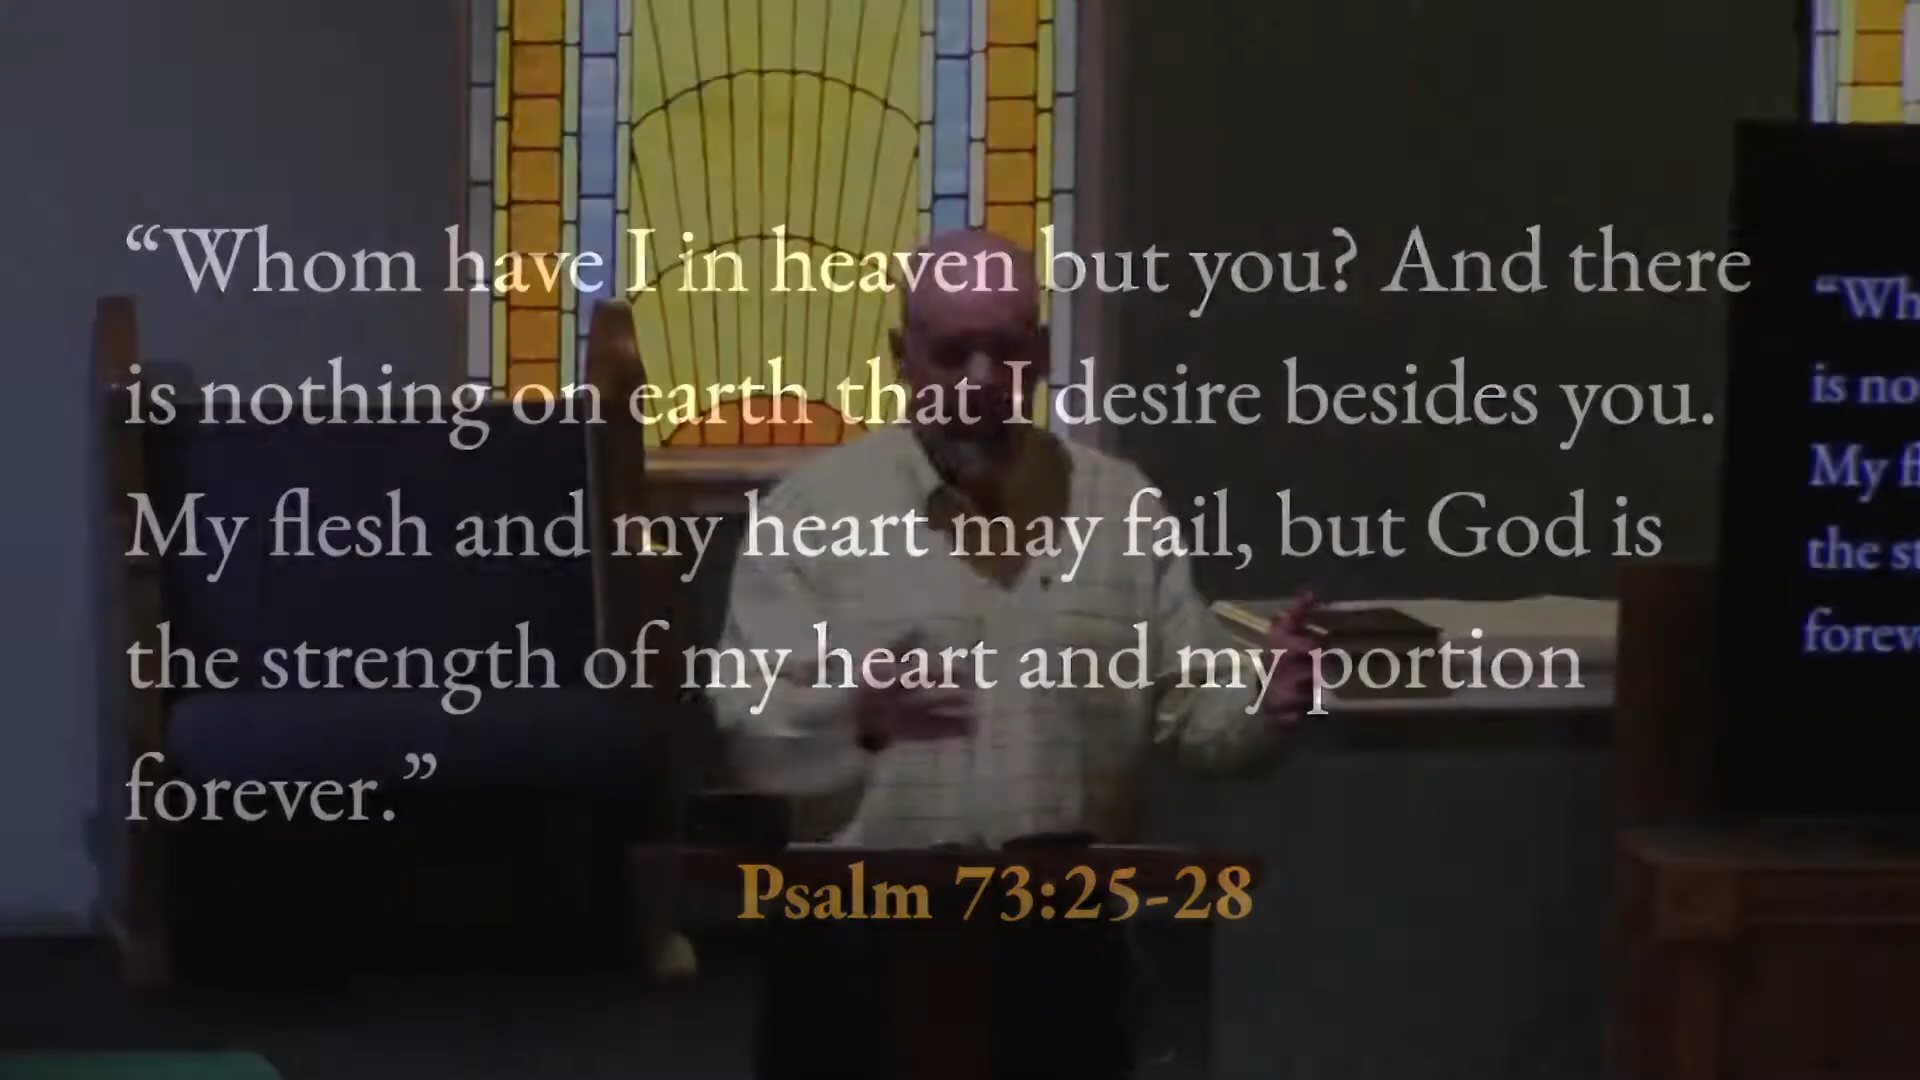 “Whom have I in heaven but you? And there
is nothing on earth that I desire besides you.
My flesh and my heart may fail, but God is
the strength of my heart and my portion
forever.”
Psalm 73:25-28
“Wh
is no
My fl
the st
forev